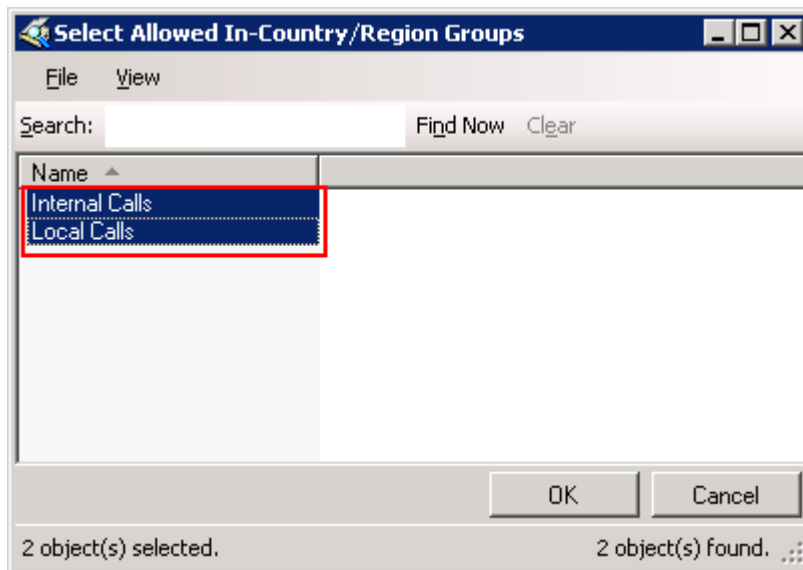 Select Allowed In-Country/Region Groups
File View
Search: Find Now Clear
Name
Internal Calls
Local Calls
OK Cancel
2 object(s) selected. 2 object(s) found.